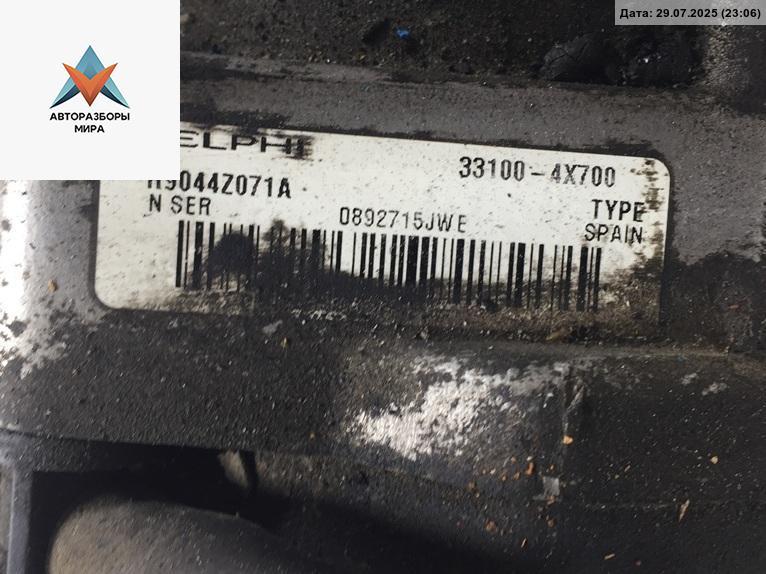 Дата: 29.07.2025 (23:06)
АВТОРАЗБОРЫ
МИРА
ELPHI
33100-4X700
R9044Z071A
TYPE
N SER
0892715JWE
SPAIN